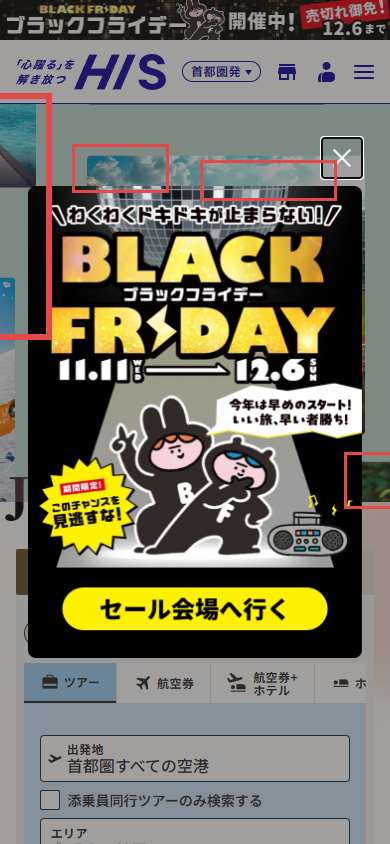 BLACK FRIDAY
ブラックフライデー
開催中!
売切れ御免!
12.6まで
「心躍る」を
解き放つ
HIS
首都圏発
わくわくドキドキが止まらない!
BLACK
ブラックフライデー
FRIDAY
11.11 WED
12.6 SUN
今年は早めのスタート!
いい旅、早い者勝ち!
B
F
期間限定!
このチャンスを
見逃すな!
J
セール会場へ行く
ツアー
航空券
航空券+
ホテル
ホ
出発地
首都圏すべての空港
添乗員同行ツアーのみ検索する
エリア